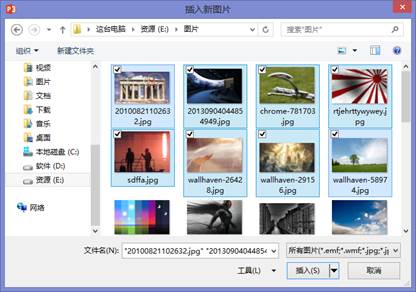 插入新图片
这台电脑 ▸ 资源 (E:) ▸ 图片
搜索"图片"
组织
新建文件夹
视频
图片
文档
下载
音乐
桌面
本地磁盘 (C:)
软件 (D:)
资源 (E:)
网络
20100821102632.jpg
20130904044854949.jpg
chrome-781703.jpg
rtjehrttywywey.jpg
sdffa.jpg
wallhaven-26428.jpg
wallhaven-29156.jpg
wallhaven-58974.jpg
文件名(N):
"20100821102632.jpg" "2013090404485
所有图片(*.emf;*.wmf;*.jpg;*.j
工具(L)
插入(S)
取消